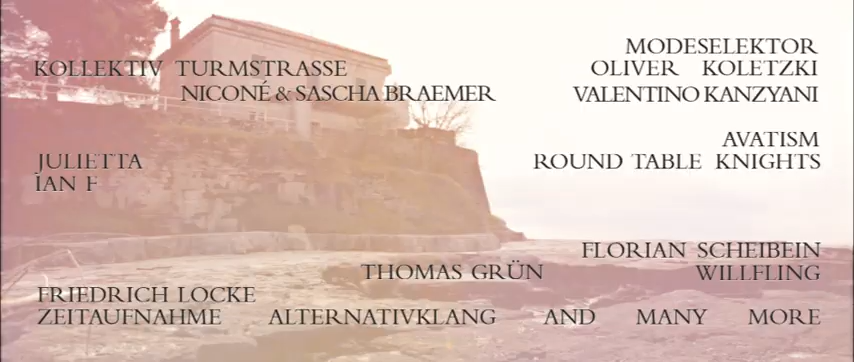 MODESELEKTOR
KOLLEKTIV TURMSTRASSE
OLIVER KOLETZKI
NICONÉ & SASCHA BRAEMER
VALENTINO KANZYANI
AVATISM
JULIETTA
ROUND TABLE KNIGHTS
IAN F
FLORIAN SCHEIBEIN
THOMAS GRÜN
WILLFLING
FRIEDRICH LOCKE
ZEITAUFNAHME ALTERNATIVKLANG AND MANY MORE